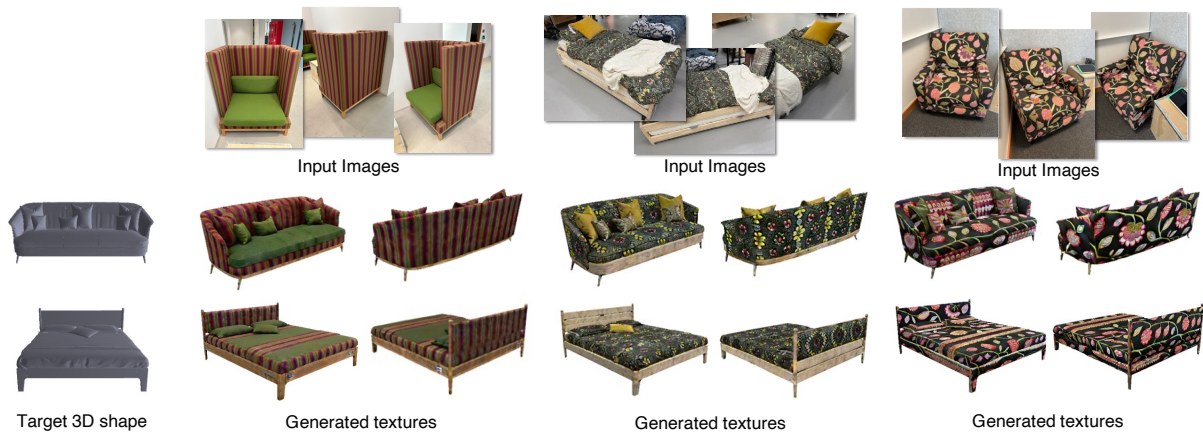 Input Images
Input Images
Input Images
Target 3D shape
Generated textures
Generated textures
Generated textures